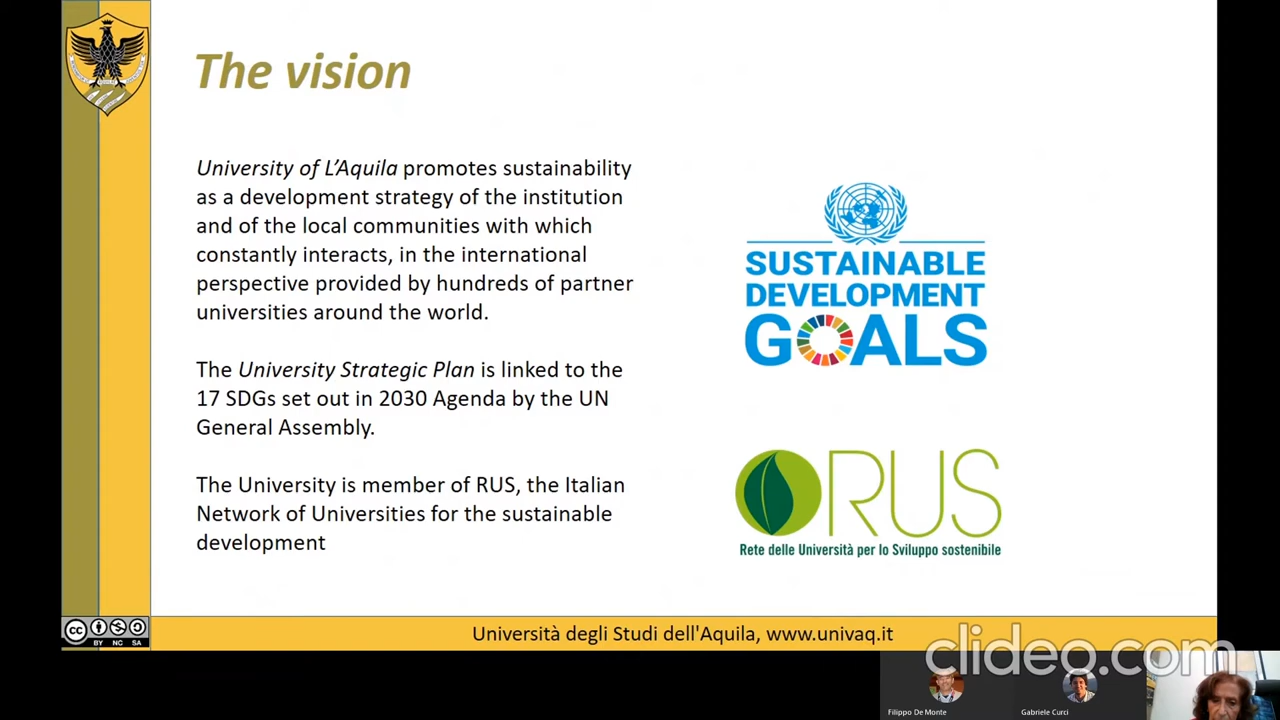 The vision
University of L’Aquila promotes sustainability
as a development strategy of the institution
and of the local communities with which
constantly interacts, in the international
perspective provided by hundreds of partner
universities around the world.
The University Strategic Plan is linked to the
17 SDGs set out in 2030 Agenda by the UN
General Assembly.
The University is member of RUS, the Italian
Network of Universities for the sustainable
development
SUSTAINABLE
DEVELOPMENT
GOALS
RUS
Rete delle Università per lo Sviluppo sostenibile
cc BY NC SA
Università degli Studi dell'Aquila, www.univaq.it
clideo.com
Filippo De Monte
Gabriele Curci